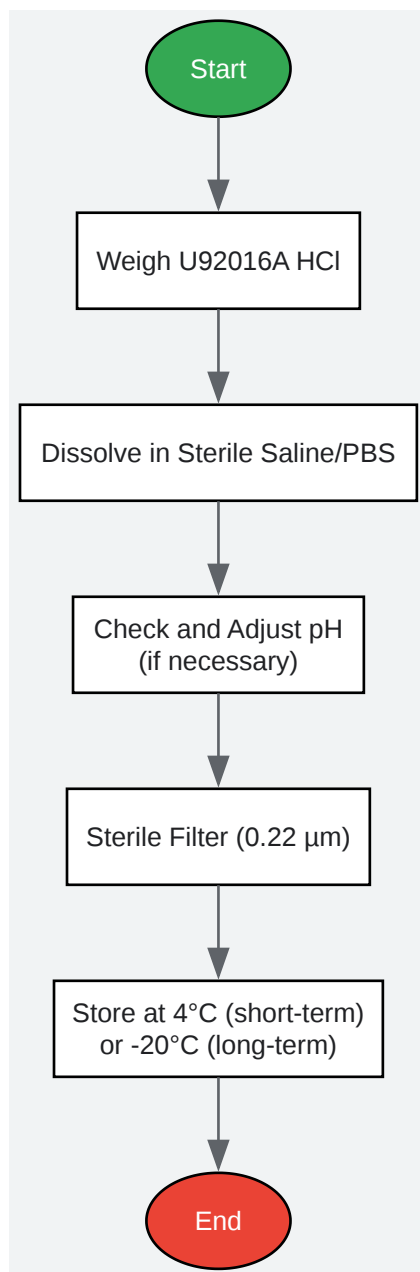 Start
Weigh U92016A HCl
Dissolve in Sterile Saline/PBS
Check and Adjust pH
(if necessary)
Sterile Filter (0.22 µm)
Store at 4°C (short-term)
or -20°C (long-term)
End